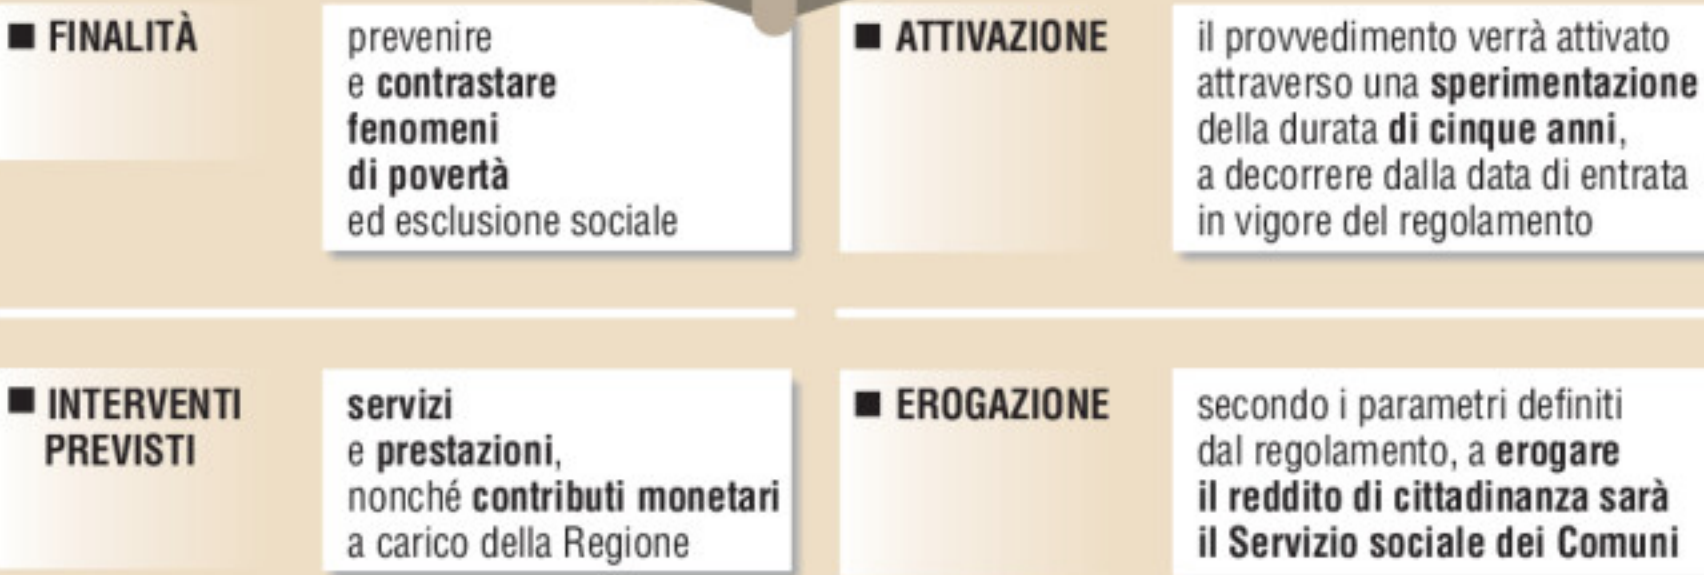 ■ FINALITÀ
prevenire
e contrastare
fenomeni
di povertà
ed esclusione sociale
■ ATTIVAZIONE
il provvedimento verrà attivato
attraverso una sperimentazione
della durata di cinque anni,
a decorrere dalla data di entrata
in vigore del regolamento
■ INTERVENTI
PREVISTI
servizi
e prestazioni,
nonché contributi monetari
a carico della Regione
■ EROGAZIONE
secondo i parametri definiti
dal regolamento, a erogare
il reddito di cittadinanza sarà
il Servizio sociale dei Comuni